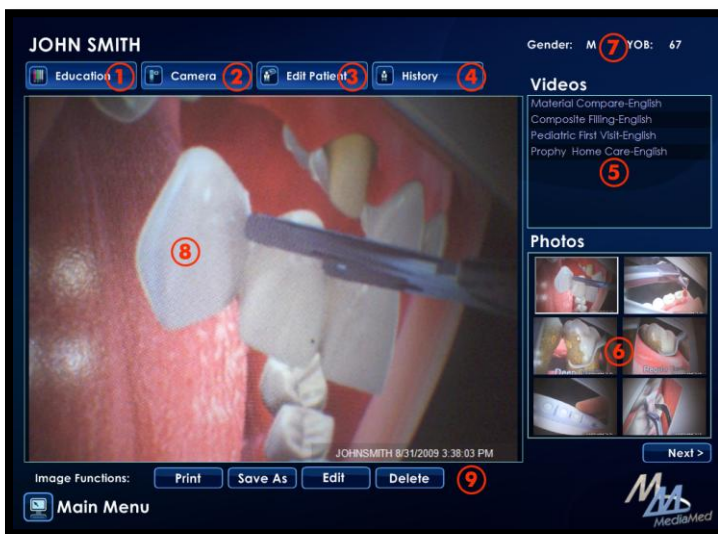 JOHN SMITH
Gender: M 7 YOB: 67
Education 1
Camera 2
Edit Patient 3
History 4
Videos
Material Compare-English
Composite Filling-English
Pediatric First Visit-English
Prophy Home Care-English
5
8
Photos
6
JOHNSMITH 8/31/2009 3:38:03 PM
Next >
Image Functions:
Print
Save As
Edit
Delete
9
Main Menu
MM
MediaMed